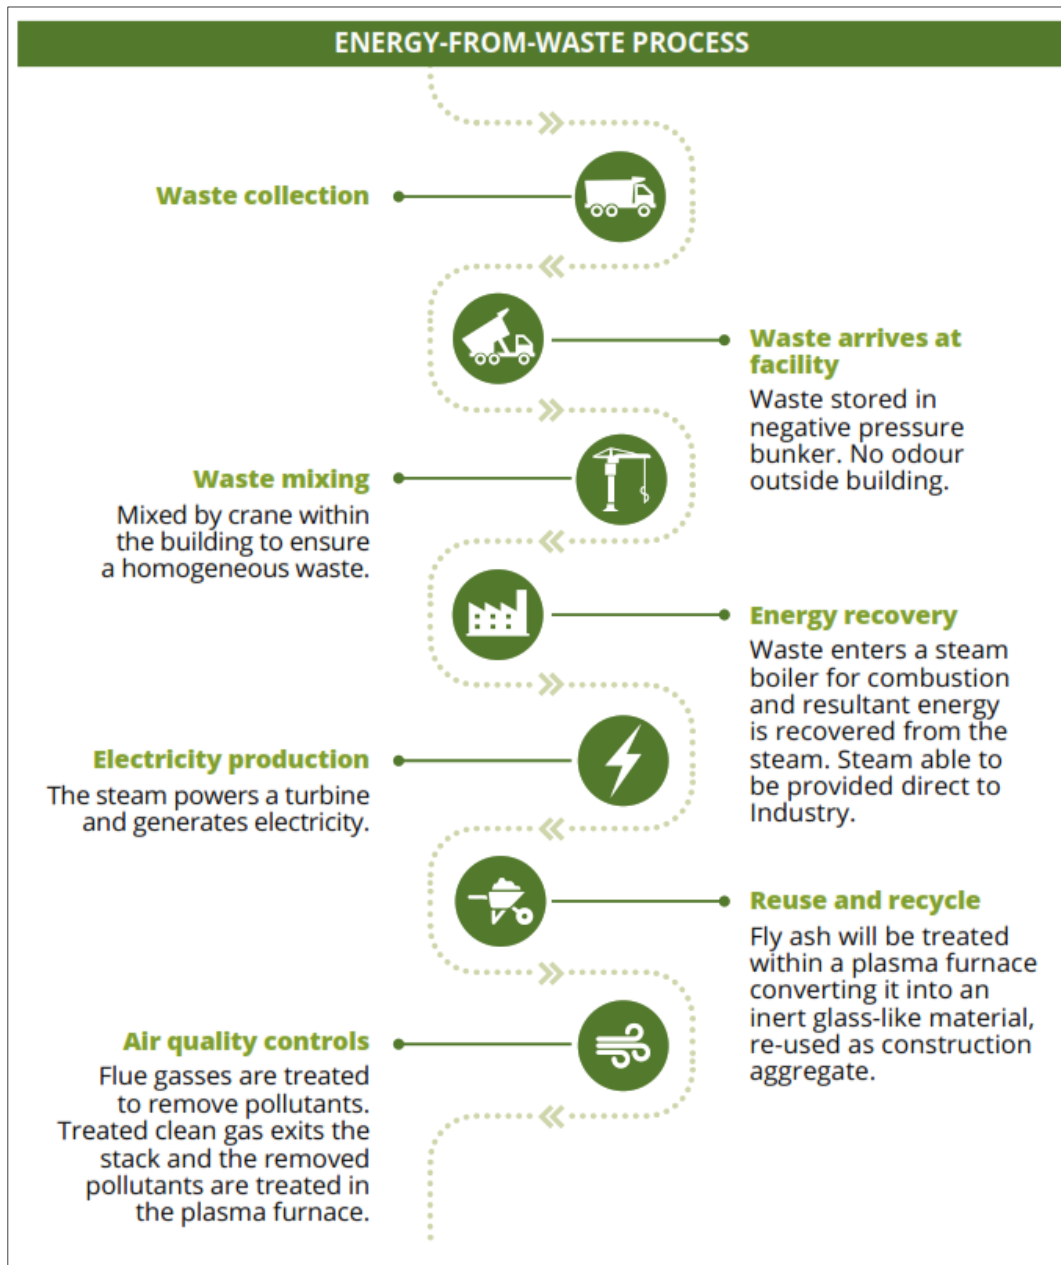 ENERGY-FROM-WASTE PROCESS
Waste collection
Waste arrives at
facility
Waste stored in
negative pressure
bunker. No odour
outside building.
Waste mixing
Mixed by crane within
the building to ensure
a homogeneous waste.
Energy recovery
Waste enters a steam
boiler for combustion
and resultant energy
is recovered from the
steam. Steam able to
be provided direct to
Industry.
Electricity production
The steam powers a turbine
and generates electricity.
Reuse and recycle
Fly ash will be treated
within a plasma furnace
converting it into an
inert glass-like material,
re-used as construction
aggregate.
Air quality controls
Flue gasses are treated
to remove pollutants.
Treated clean gas exits the
stack and the removed
pollutants are treated in
the plasma furnace.